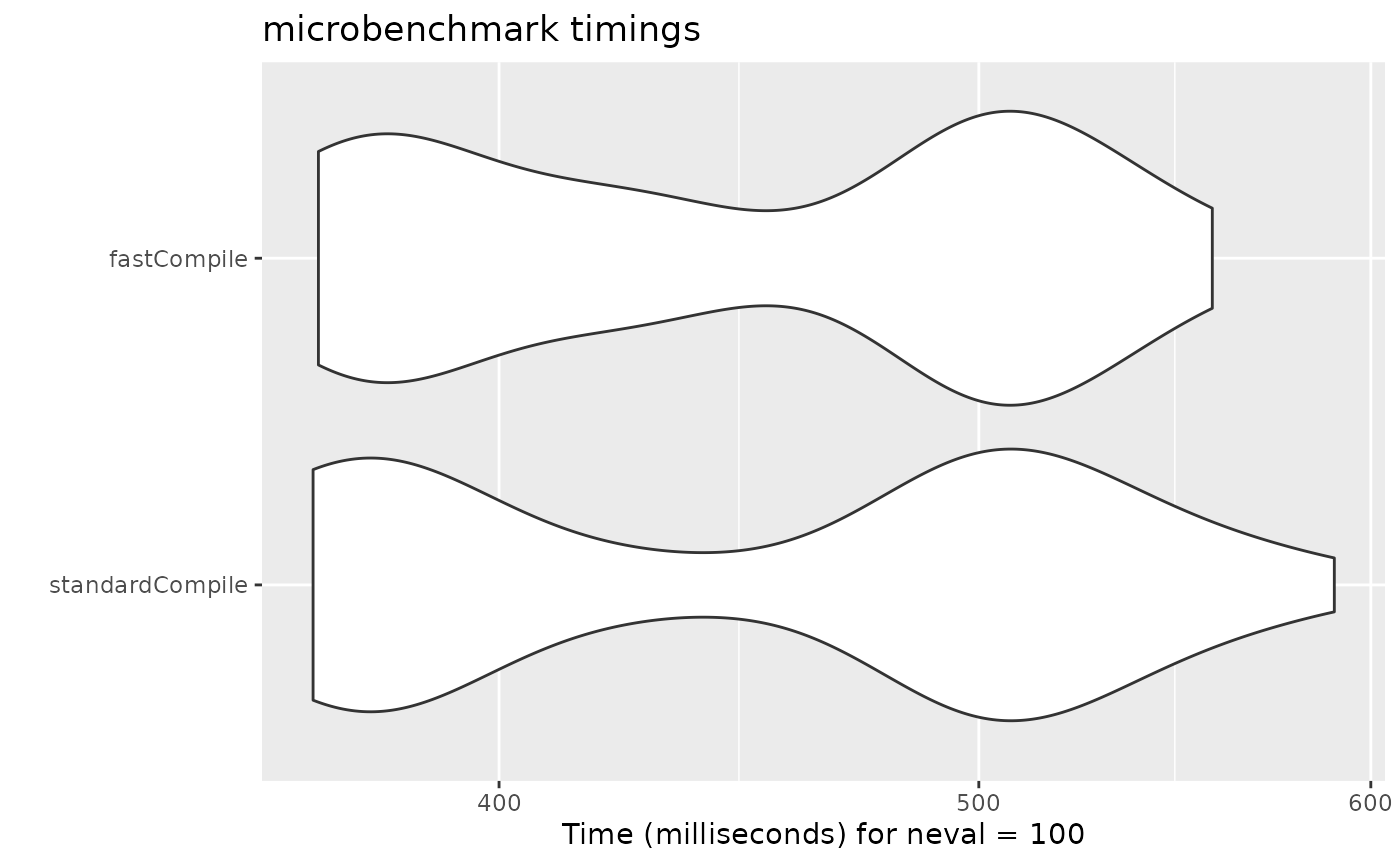 microbenchmark timings
fastCompile
standardCompile
400
500
600
Time (milliseconds) for neval = 100